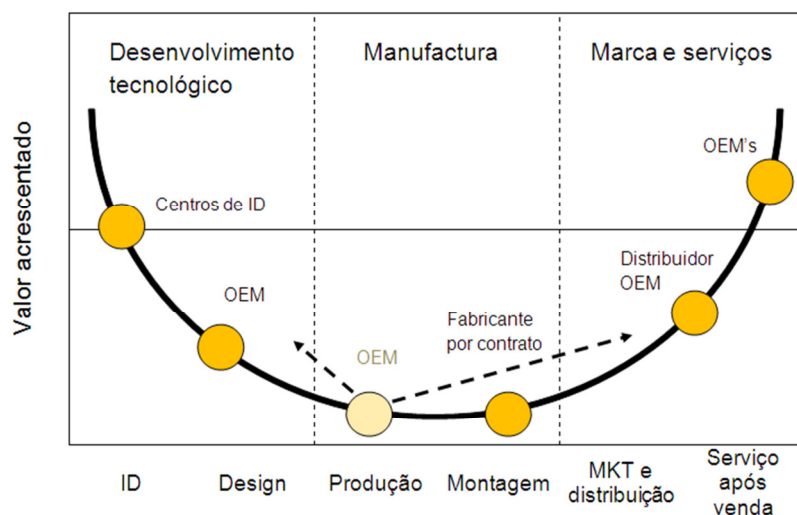 Desenvolvimento
tecnológico
Manufactura
Marca e serviços
Valor acrescentado
OEM's
Centros de ID
Distribuidor
OEM
OEM
Fabricante
por contrato
OEM
ID
Design
Produção
Montagem
MKT e
distribuição
Serviço
após
venda